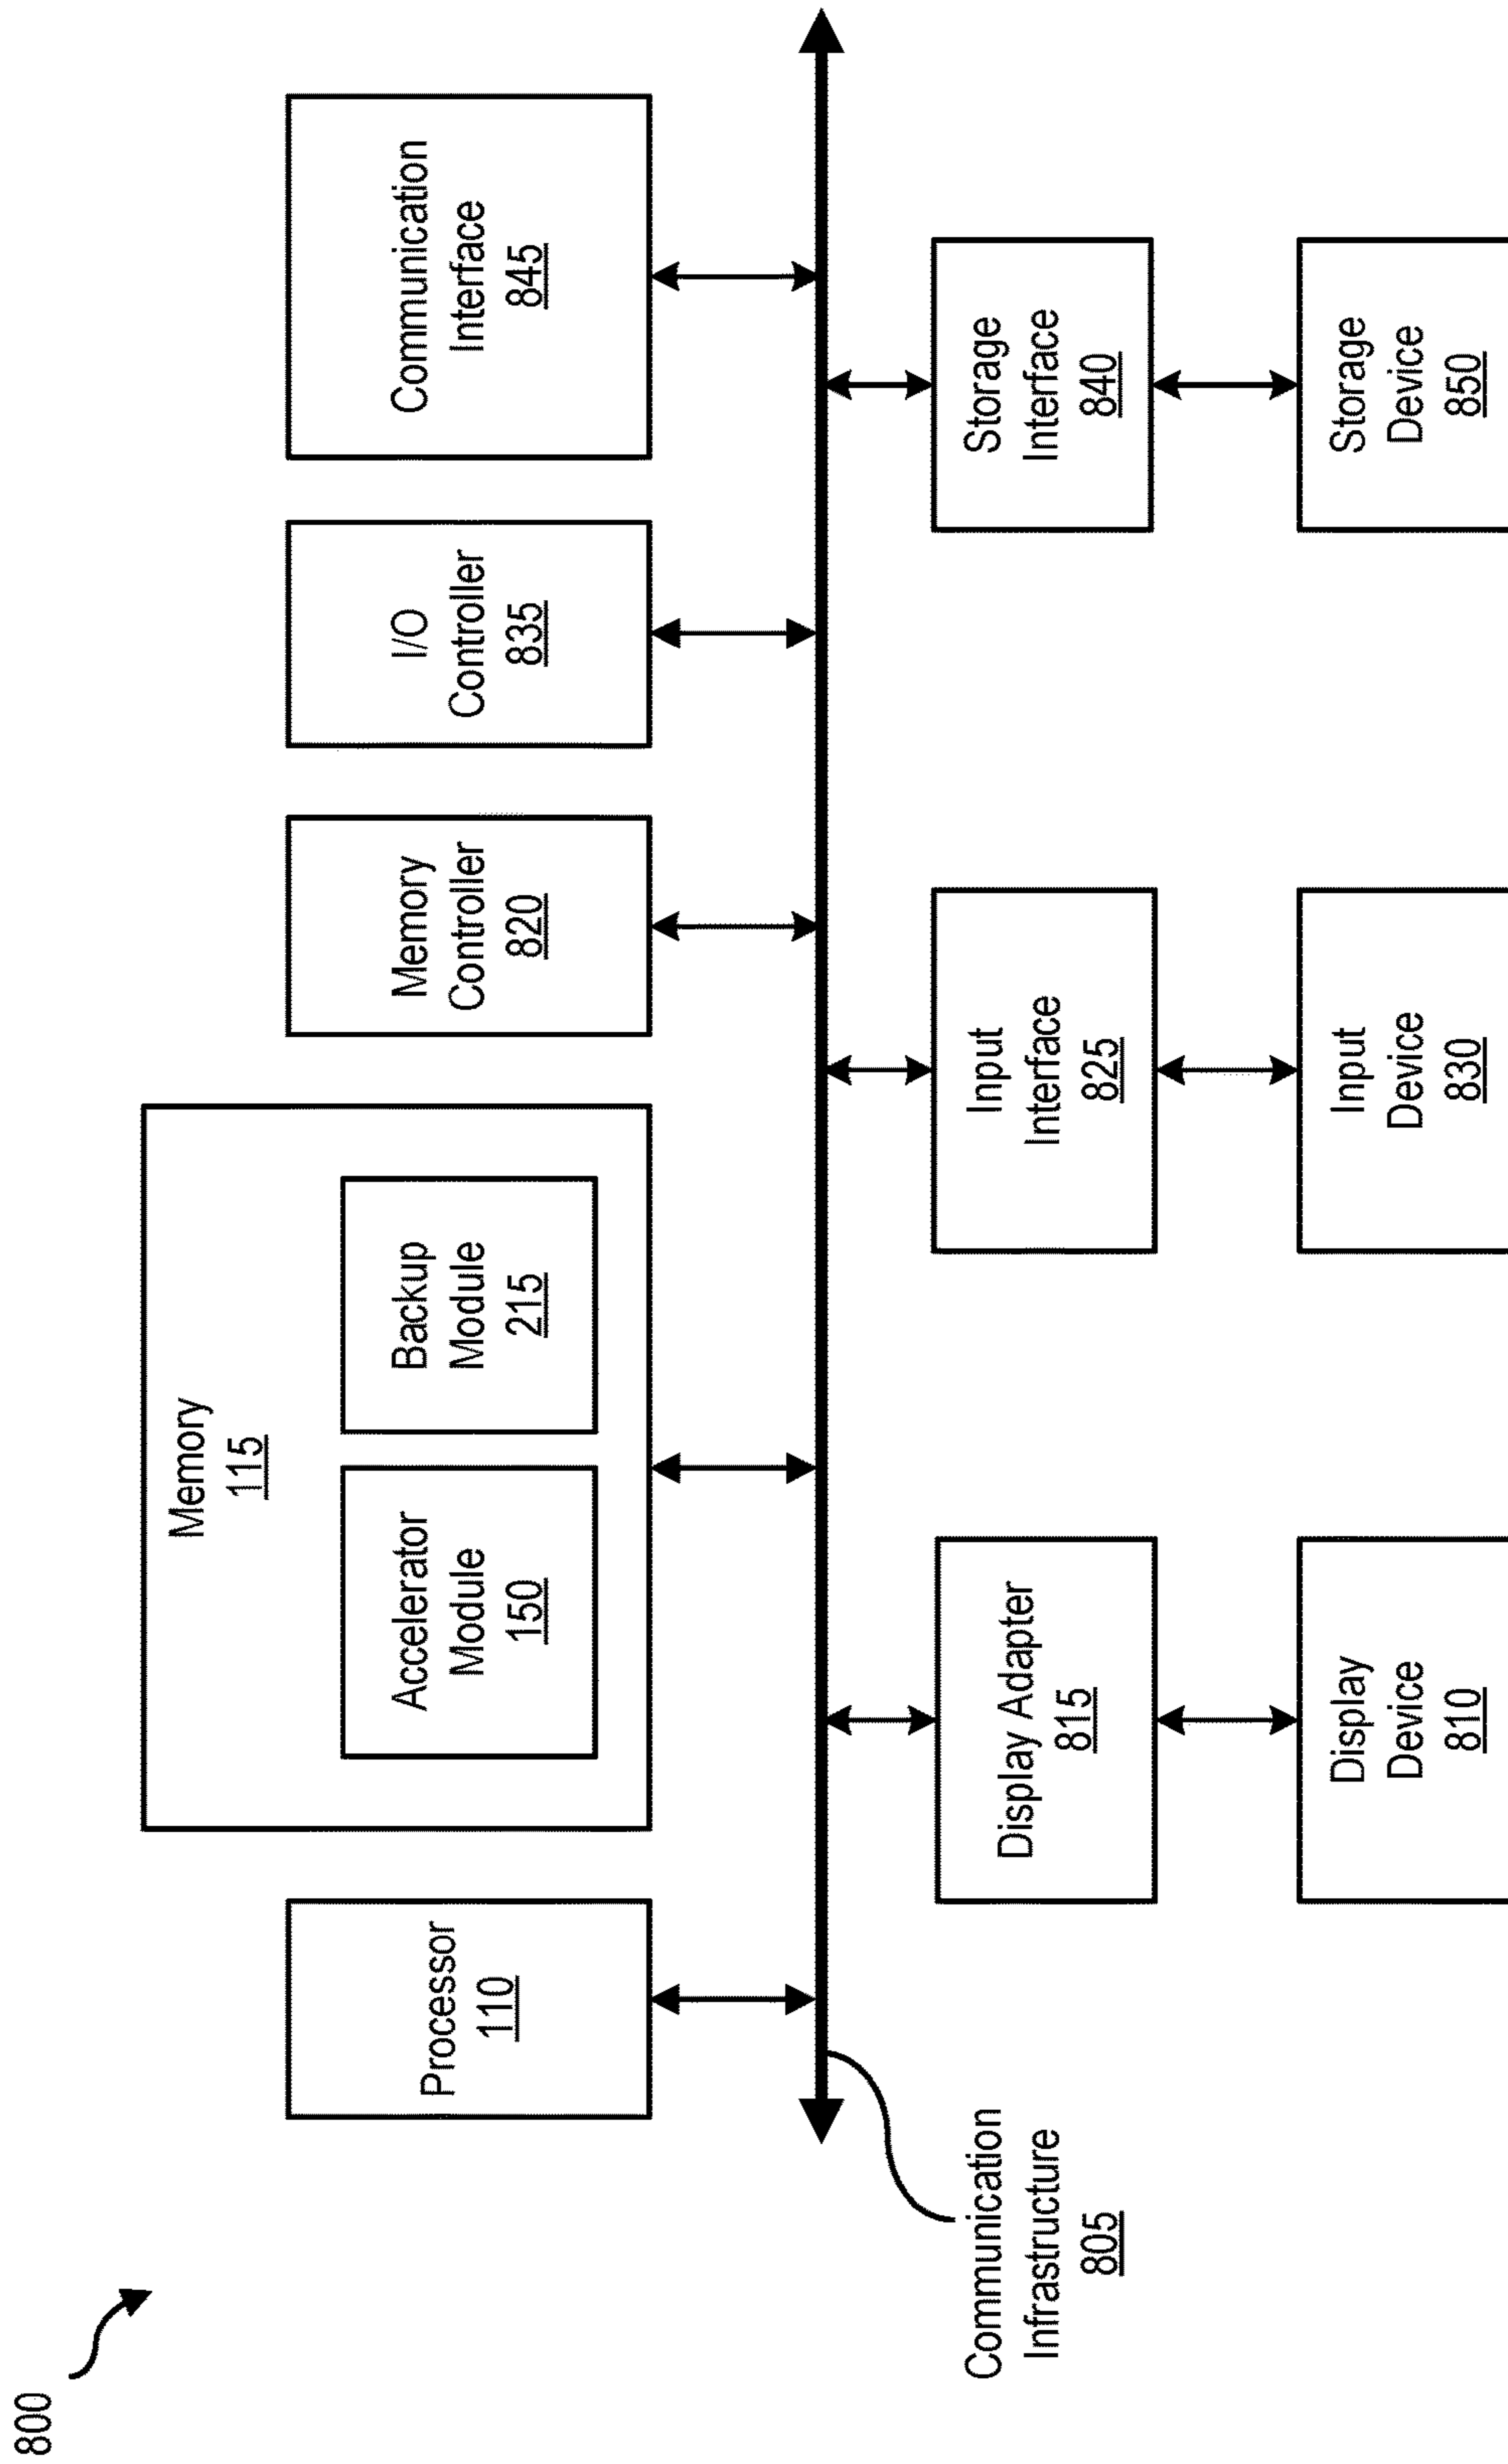 800
Processor
110
Memory
115
Accelerator
Module
150
Backup
Module
215
Memory
Controller
820
I/O
Controller
835
Communication
Interface
845
Communication
Infrastructure
805
Display Adapter
815
Input
Interface
825
Storage
Interface
840
Display
Device
810
Input
Device
830
Storage
Device
850